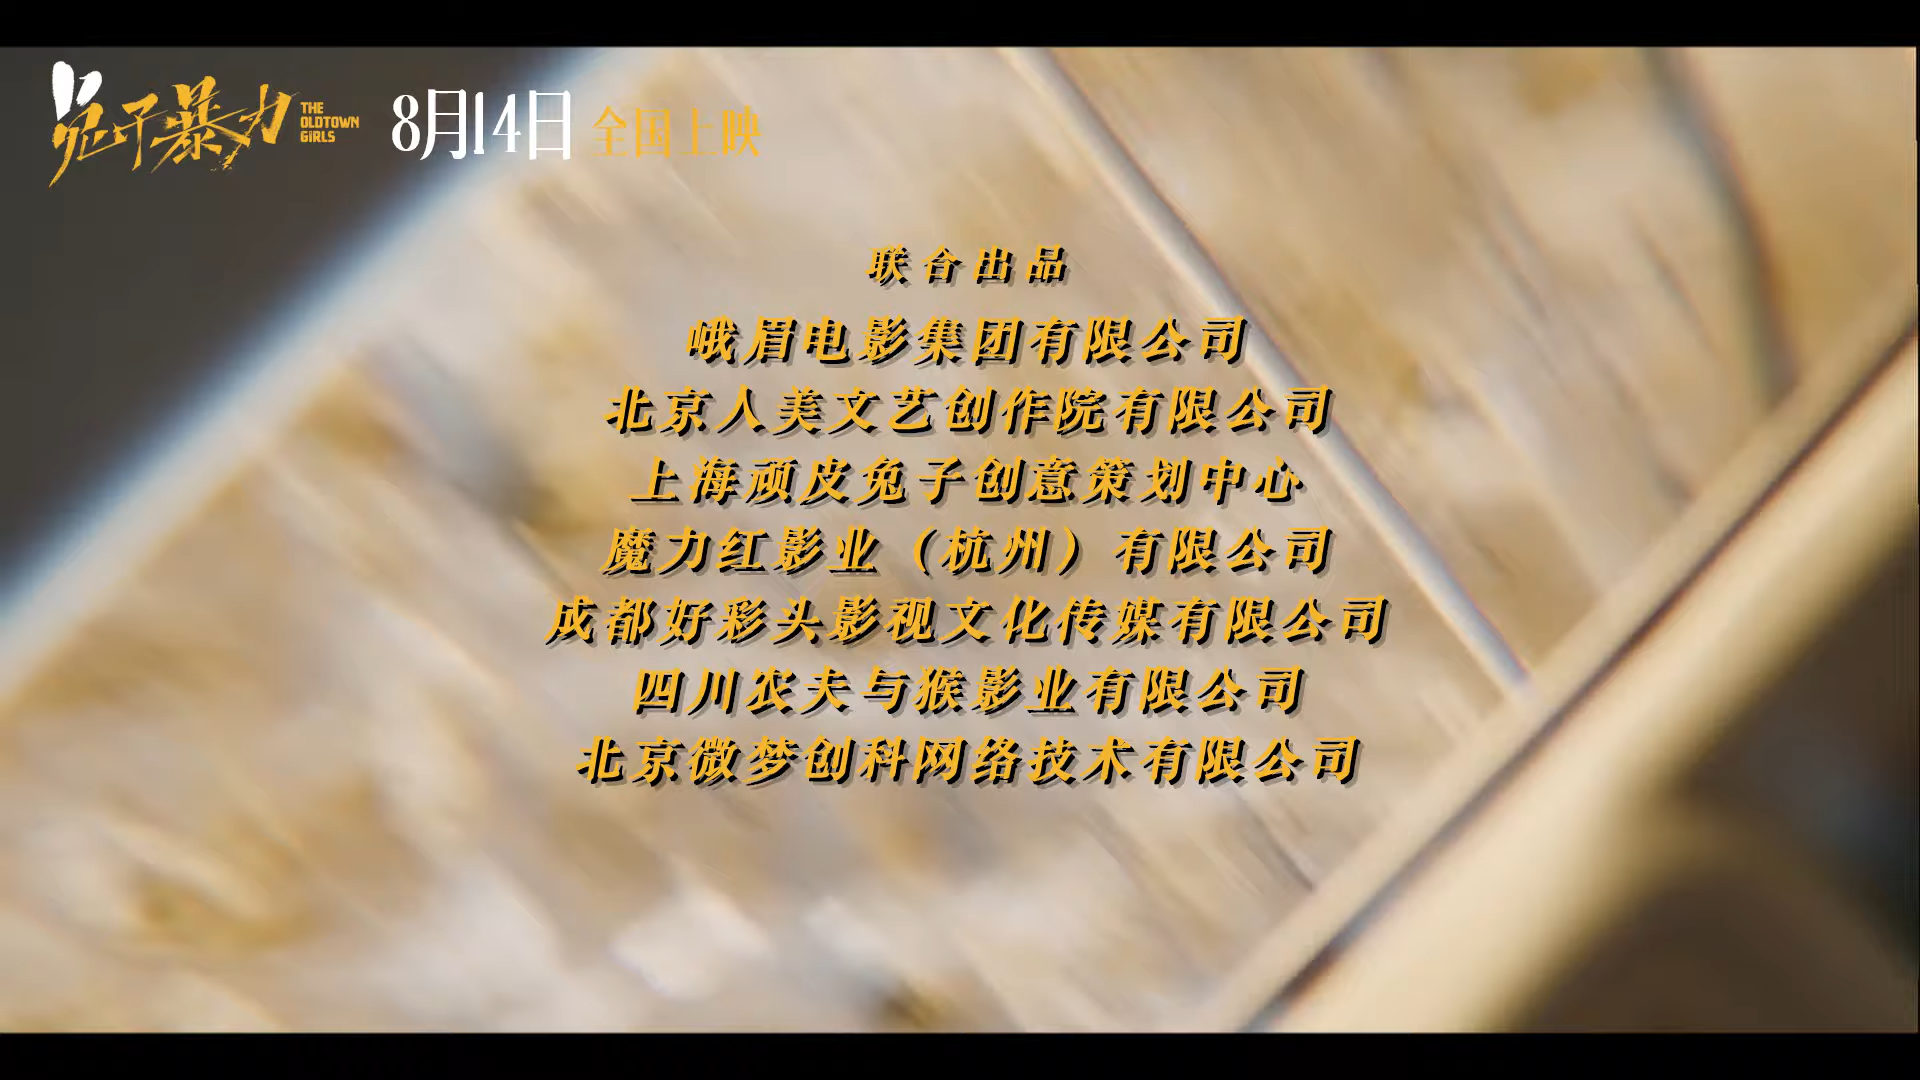 兔子暴力
THE
OLDTOWN
GIRLS
8月14日 全国上映
联合出品
峨眉电影集团有限公司
北京人美文艺创作院有限公司
上海顽皮兔子创意策划中心
魔力红影业（杭州）有限公司
成都好彩头影视文化传媒有限公司
四川农夫与猴影业有限公司
北京微梦创科网络技术有限公司